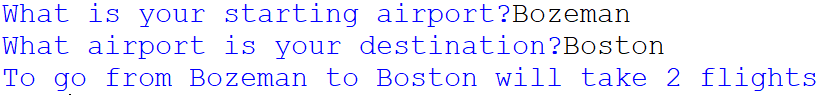 What is your starting airport?Bozeman
What airport is your destination?Boston
To go from Bozeman to Boston will take 2 flights